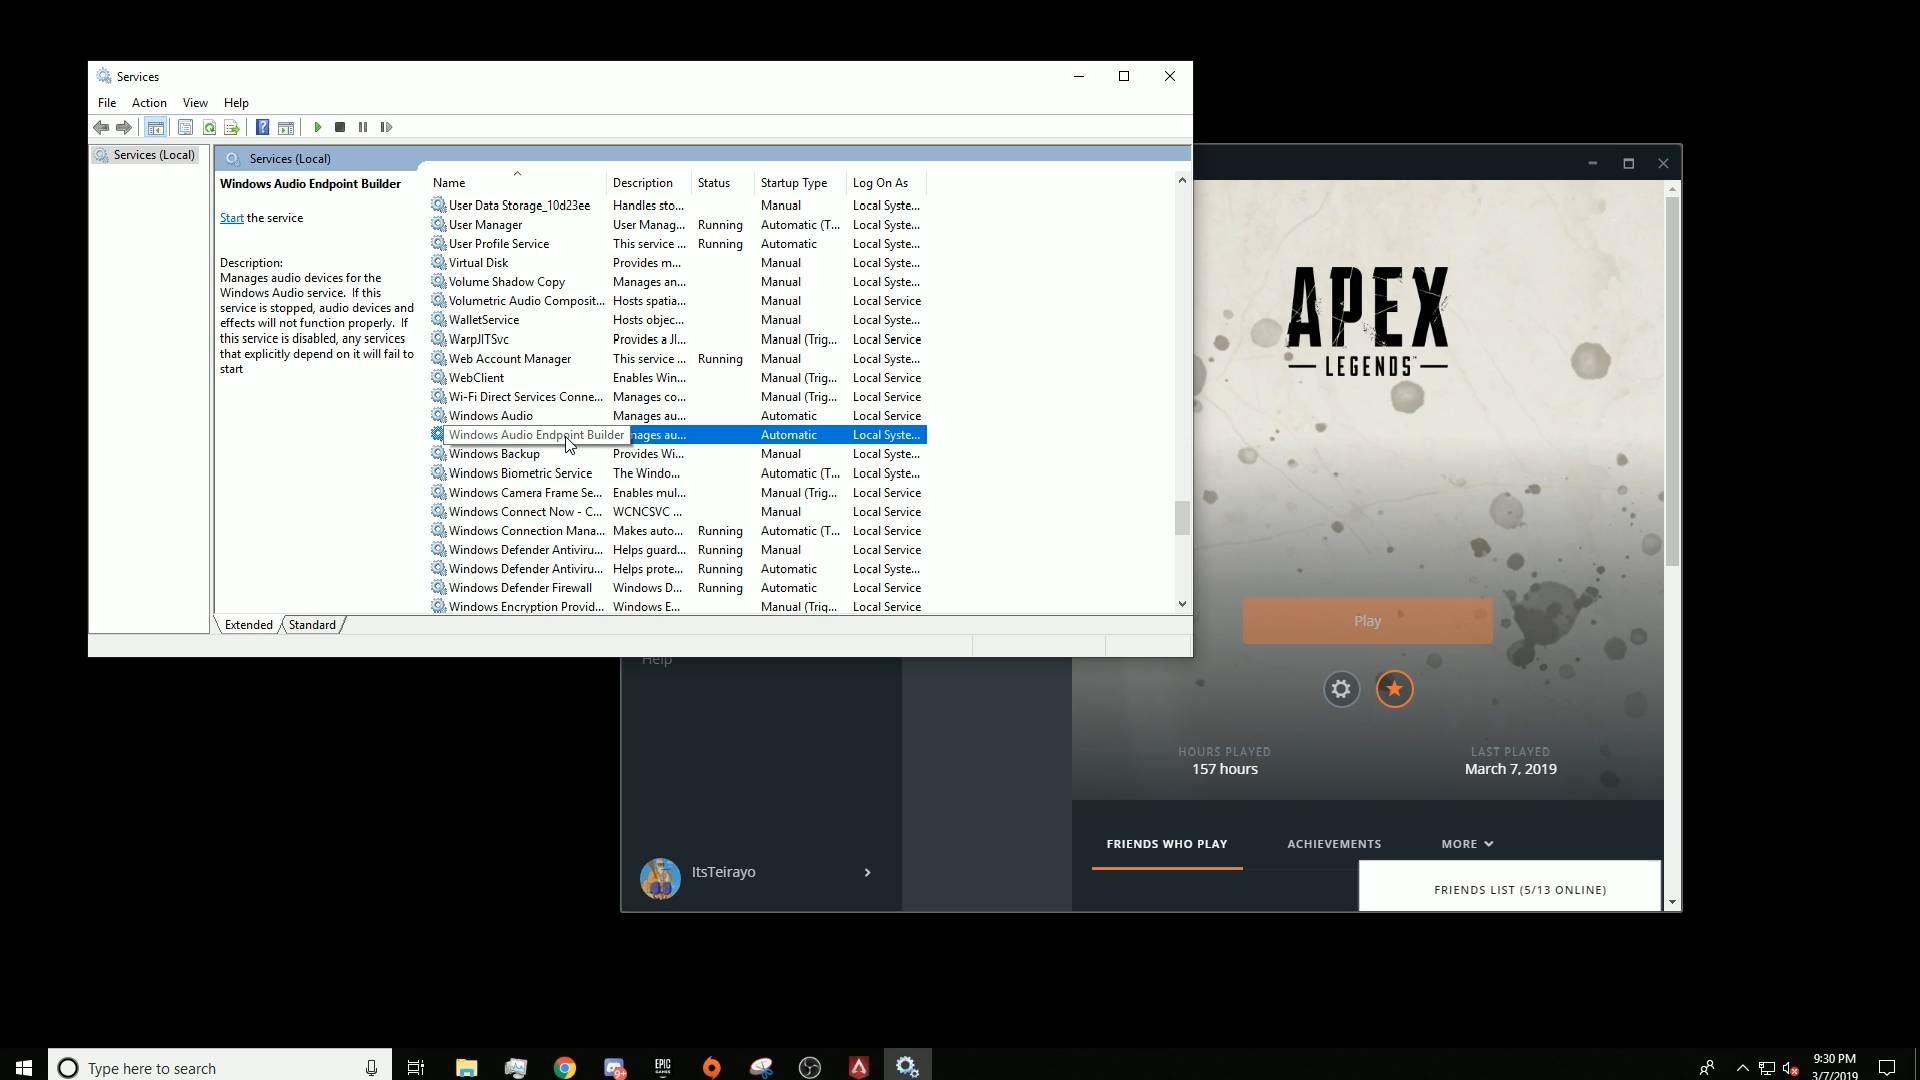 Services
File Action View Help
Services (Local)
Services (Local)
Windows Audio Endpoint Builder
Start the service
Description:
Manages audio devices for the
Windows Audio service. If this
service is stopped, audio devices and
effects will not function properly. If
this service is disabled, any services
that explicitly depend on it will fail to
start
Name Description Status Startup Type Log On As
User Data Storage_10d23ee Handles sto... Manual Local Syste...
User Manager User Manag... Running Automatic (T... Local Syste...
User Profile Service This service ... Running Automatic Local Syste...
Virtual Disk Provides m... Manual Local Syste...
Volume Shadow Copy Manages an... Manual Local Syste...
Volumetric Audio Composit... Hosts spatia... Manual Local Service
WalletService Hosts objec... Manual Local Syste...
WarpJITSvc Provides a JI... Manual (Trig... Local Service
Web Account Manager This service ... Running Manual Local Syste...
WebClient Enables Win... Manual (Trig... Local Service
Wi-Fi Direct Services Conne... Manages co... Manual (Trig... Local Service
Windows Audio Manages au... Automatic Local Service
Windows Audio Endpoint Builder nages au... Automatic Local Syste...
Windows Backup Provides Wi... Manual Local Syste...
Windows Biometric Service The Windo... Automatic (T... Local Syste...
Windows Camera Frame Se... Enables mul... Manual (Trig... Local Service
Windows Connect Now - C... WCNCSVC ... Manual Local Service
Windows Connection Mana... Makes auto... Running Automatic (T... Local Service
Windows Defender Antiviru... Helps guard... Running Manual Local Service
Windows Defender Antiviru... Helps prote... Running Automatic Local Syste...
Windows Defender Firewall Windows D... Running Automatic Local Service
Windows Encryption Provid... Windows E... Manual (Trig... Local Service
Extended Standard
APEX
LEGENDS
Play
HOURS PLAYED
157 hours
LAST PLAYED
March 7, 2019
Help
ItsTeirayo
FRIENDS WHO PLAY ACHIEVEMENTS MORE
FRIENDS LIST (5/13 ONLINE)
Type here to search
9+
EPIC
GAMES
9:30 PM
3/7/2019